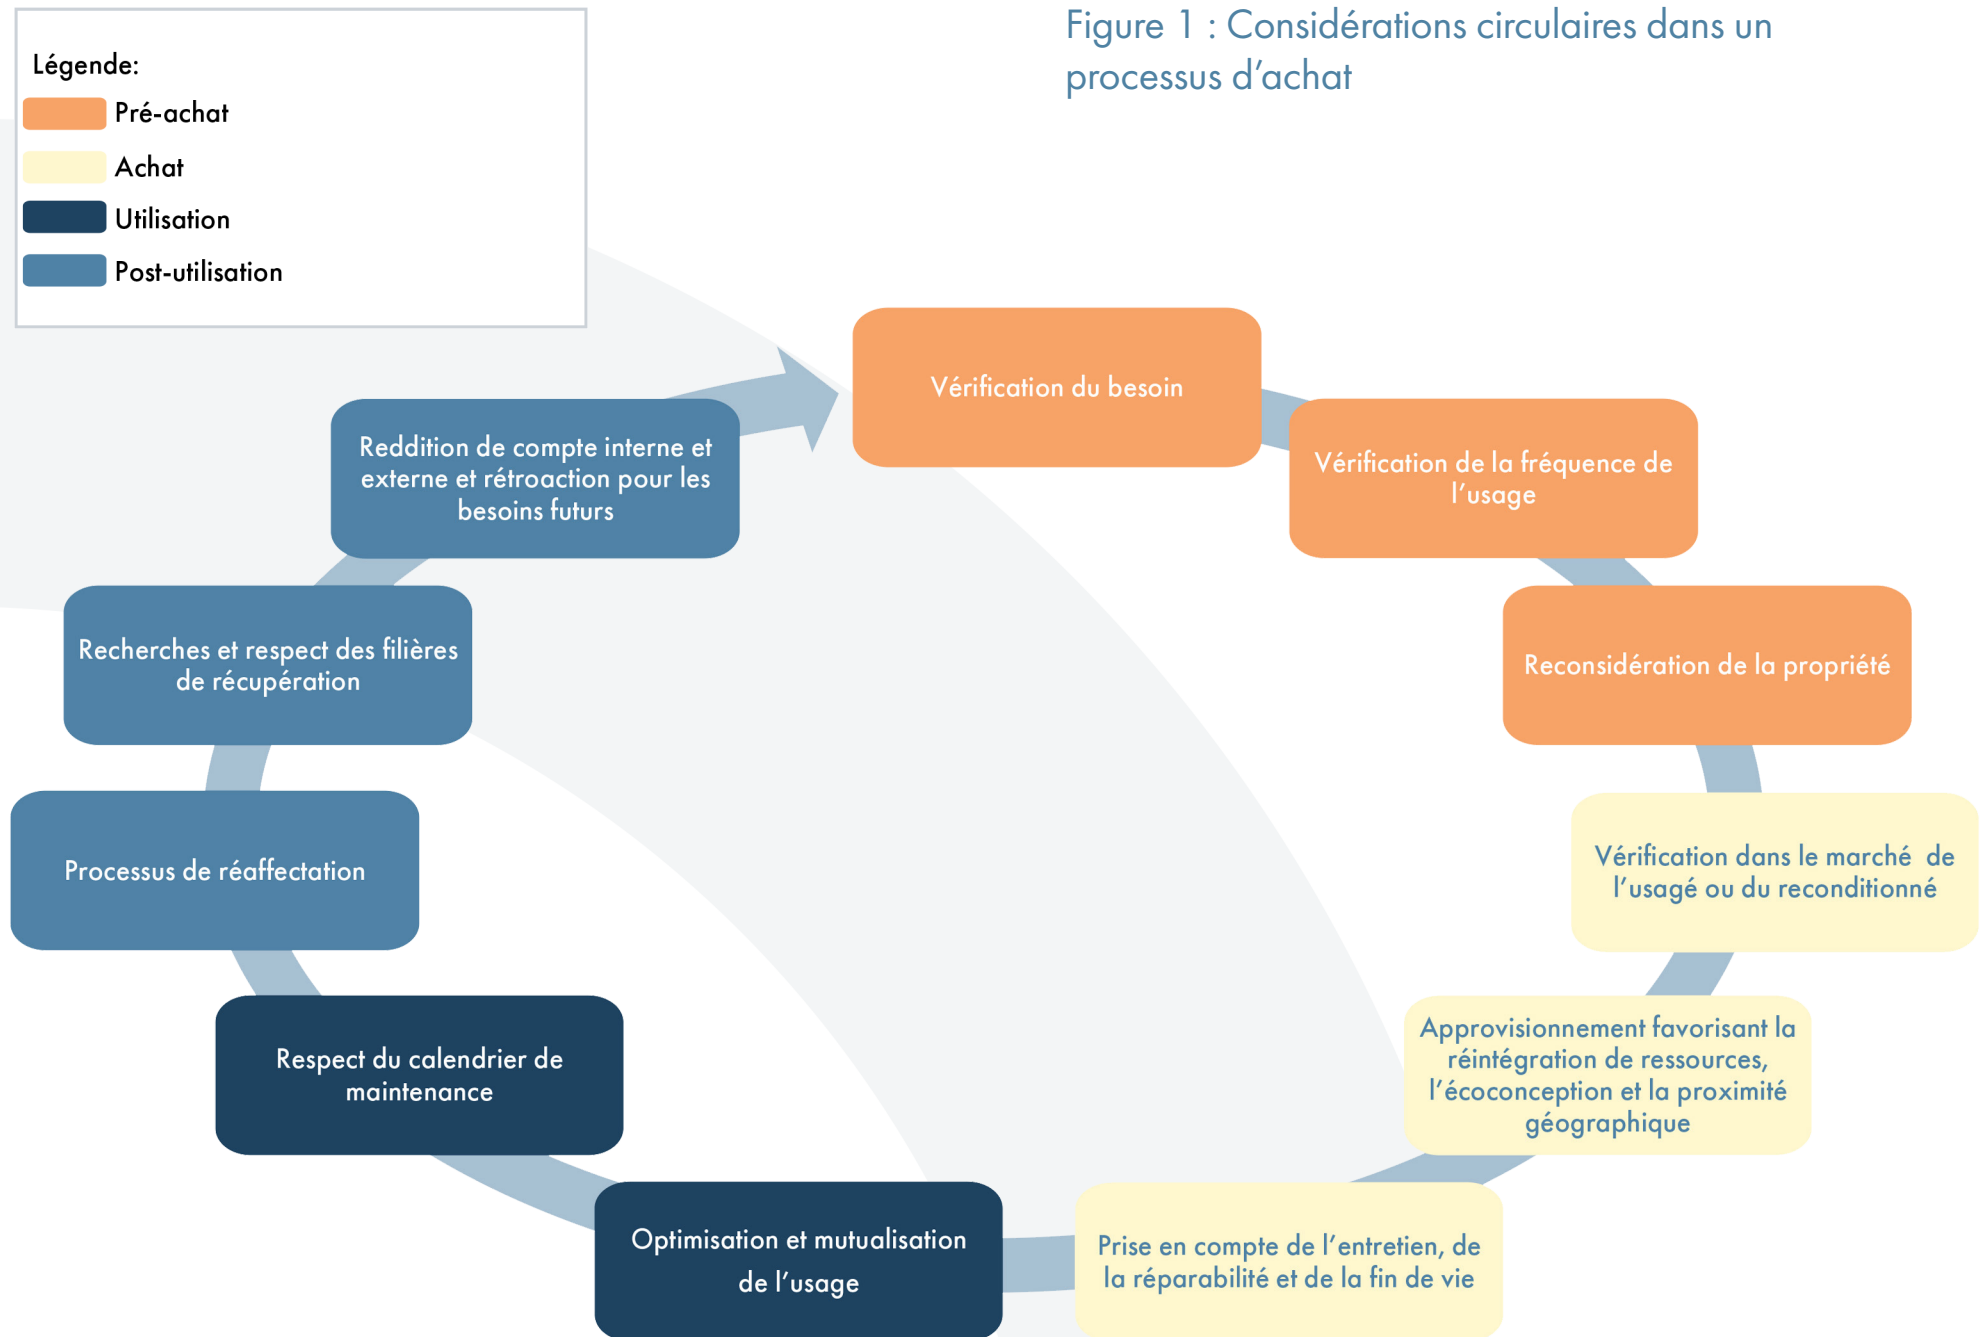 Figure 1 : Considérations circulaires dans un
processus d'achat
Légende:
Pré-achat
Achat
Utilisation
Post-utilisation
Vérification du besoin
Vérification de la fréquence de
l'usage
Reconsidération de la propriété
Vérification dans le marché de
l'usagé ou du reconditionné
Approvisionnement favorisant la
réintégration de ressources,
l'écoconception et la proximité
géographique
Prise en compte de l'entretien, de
la réparabilité et de la fin de vie
Optimisation et mutualisation
de l'usage
Respect du calendrier de
maintenance
Processus de réaffectation
Recherches et respect des filières
de récupération
Reddition de compte interne et
externe et rétroaction pour les
besoins futurs